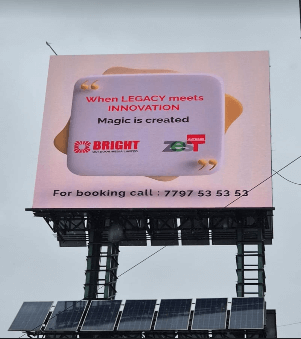 When LEGACY meets
INNOVATION
Magic is created
BRIGHT
ZEST
For booking call : 7797 53 53 53